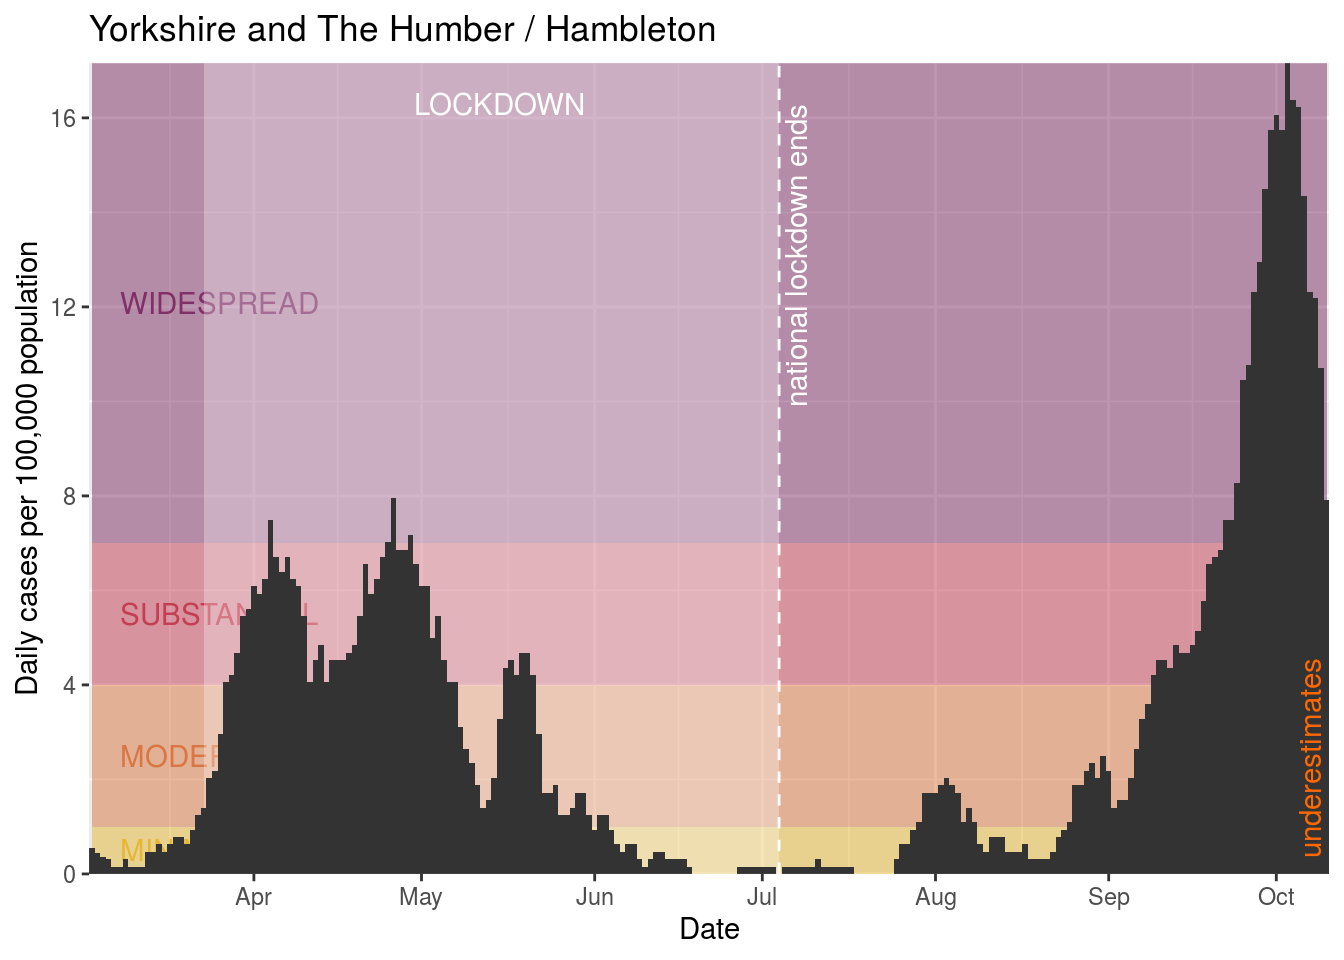 Yorkshire and The Humber / Hambleton
LOCKDOWN
national lockdown ends
WIDESPREAD
underestimates
Daily cases per 100,000 population
16
12
8
4
0
Apr
May
Jun
Jul
Aug
Sep
Oct
Date